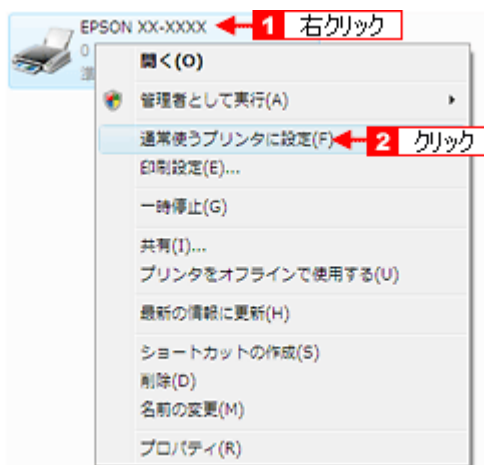 EPSON XX-XXXX 1 右クリック
0
準
開く(O)
管理者として実行(A)
通常使うプリンタに設定(F) 2 クリック
印刷設定(E)...
一時停止(G)
共有(I)...
プリンタをオフラインで使用する(U)
最新の情報に更新(H)
ショートカットの作成(S)
削除(D)
名前の変更(M)
プロパティ(R)